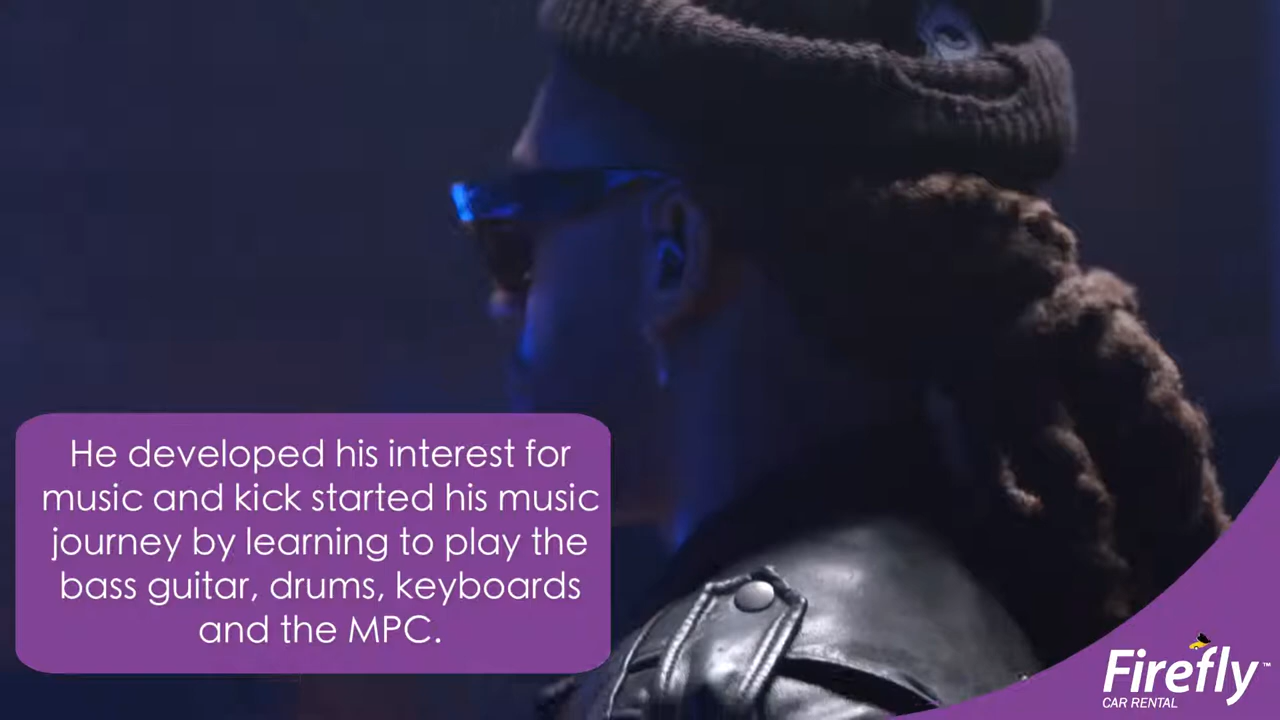 He developed his interest for
music and kick started his music
journey by learning to play the
bass guitar, drums, keyboards
and the MPC.
Firefly™
CAR RENTAL